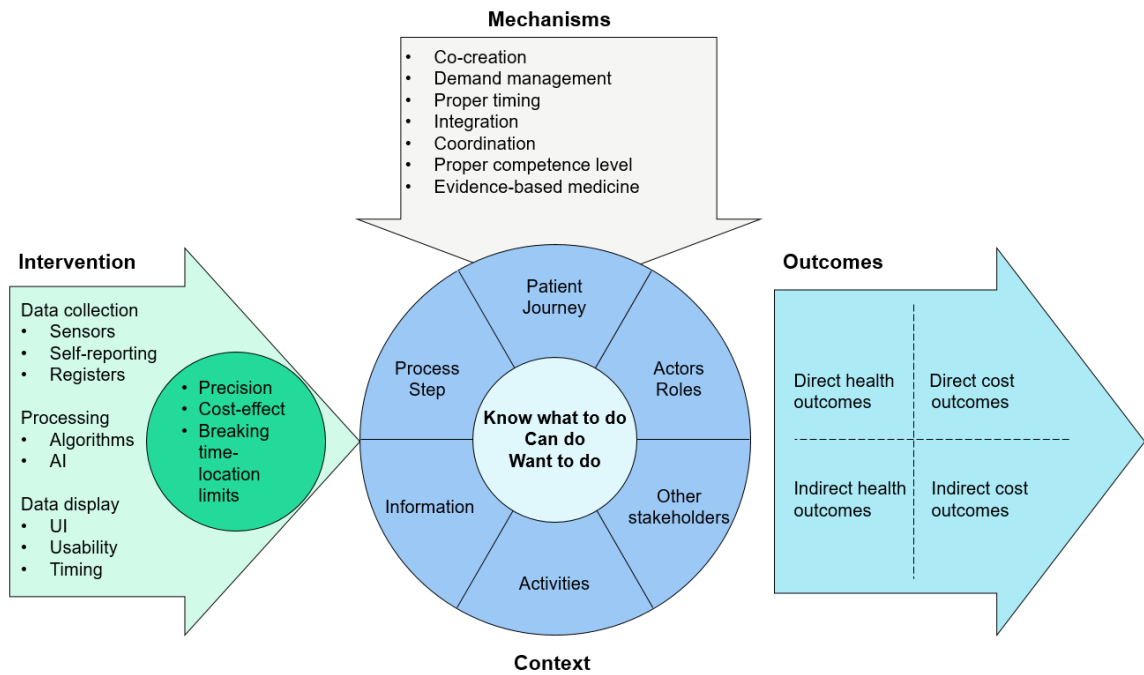 Mechanisms
• Co-creation
• Demand management
• Proper timing
• Integration
• Coordination
• Proper competence level
• Evidence-based medicine
Intervention
Data collection
• Sensors
• Self-reporting
• Registers
Processing
• Algorithms
• AI
Data display
• UI
• Usability
• Timing
• Precision
• Cost-effect
• Breaking
time-
location
limits
Patient
Journey
Process
Step
Actors
Roles
Know what to do
Can do
Want to do
Information
Other
stakeholders
Activities
Context
Outcomes
Direct health
outcomes
Direct cost
outcomes
Indirect health
outcomes
Indirect cost
outcomes